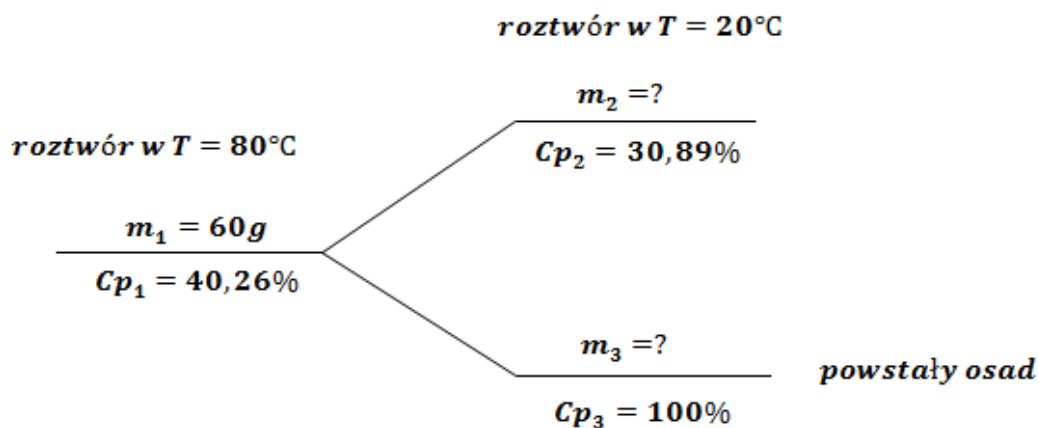 roztwór w T = 80℃
m₁ = 60g
Cp₁ = 40,26%
roztwór w T = 20℃
m₂ =?
Cp₂ = 30,89%
m₃ =?
Cp₃ = 100%
powstały osad